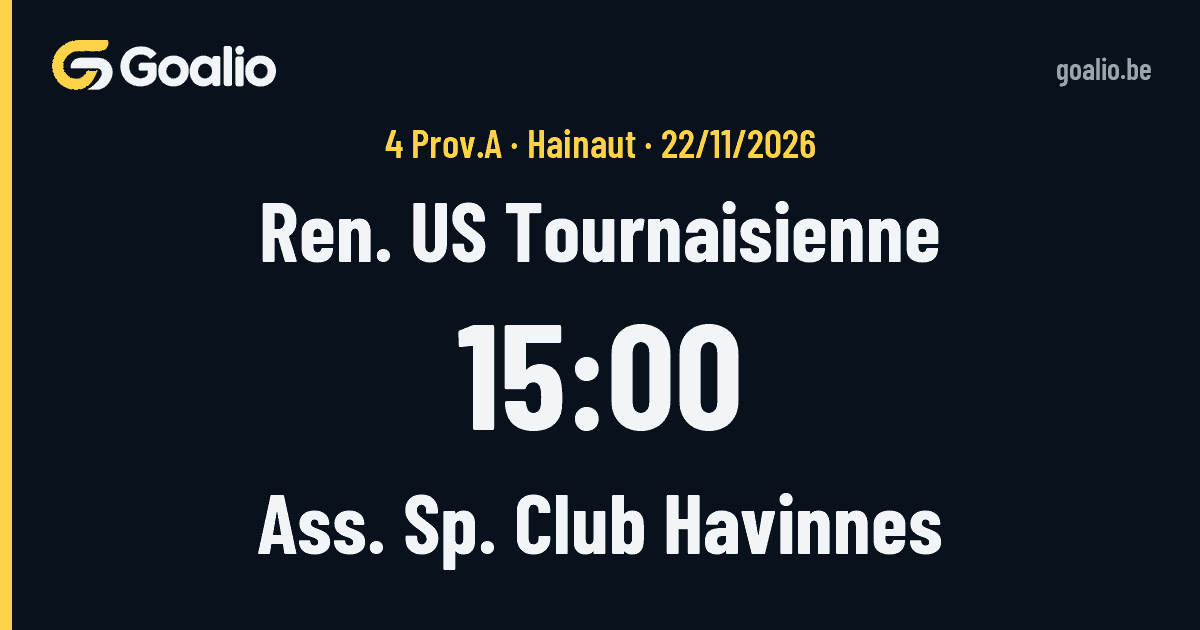 Goalio
goalio.be
4 Prov.A · Hainaut · 22/11/2026
Ren. US Tournaisienne
15:00
Ass. Sp. Club Havinnes